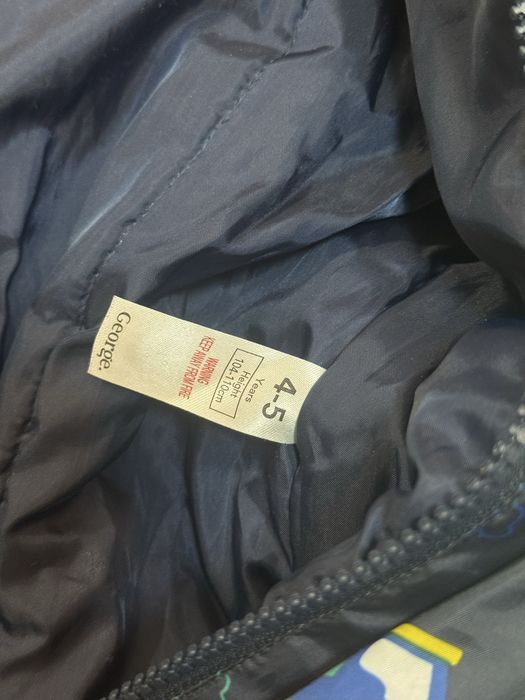 George.
WARNING
KEEP AWAY FROM FIRE
4-5
Years
Height
104-110cm